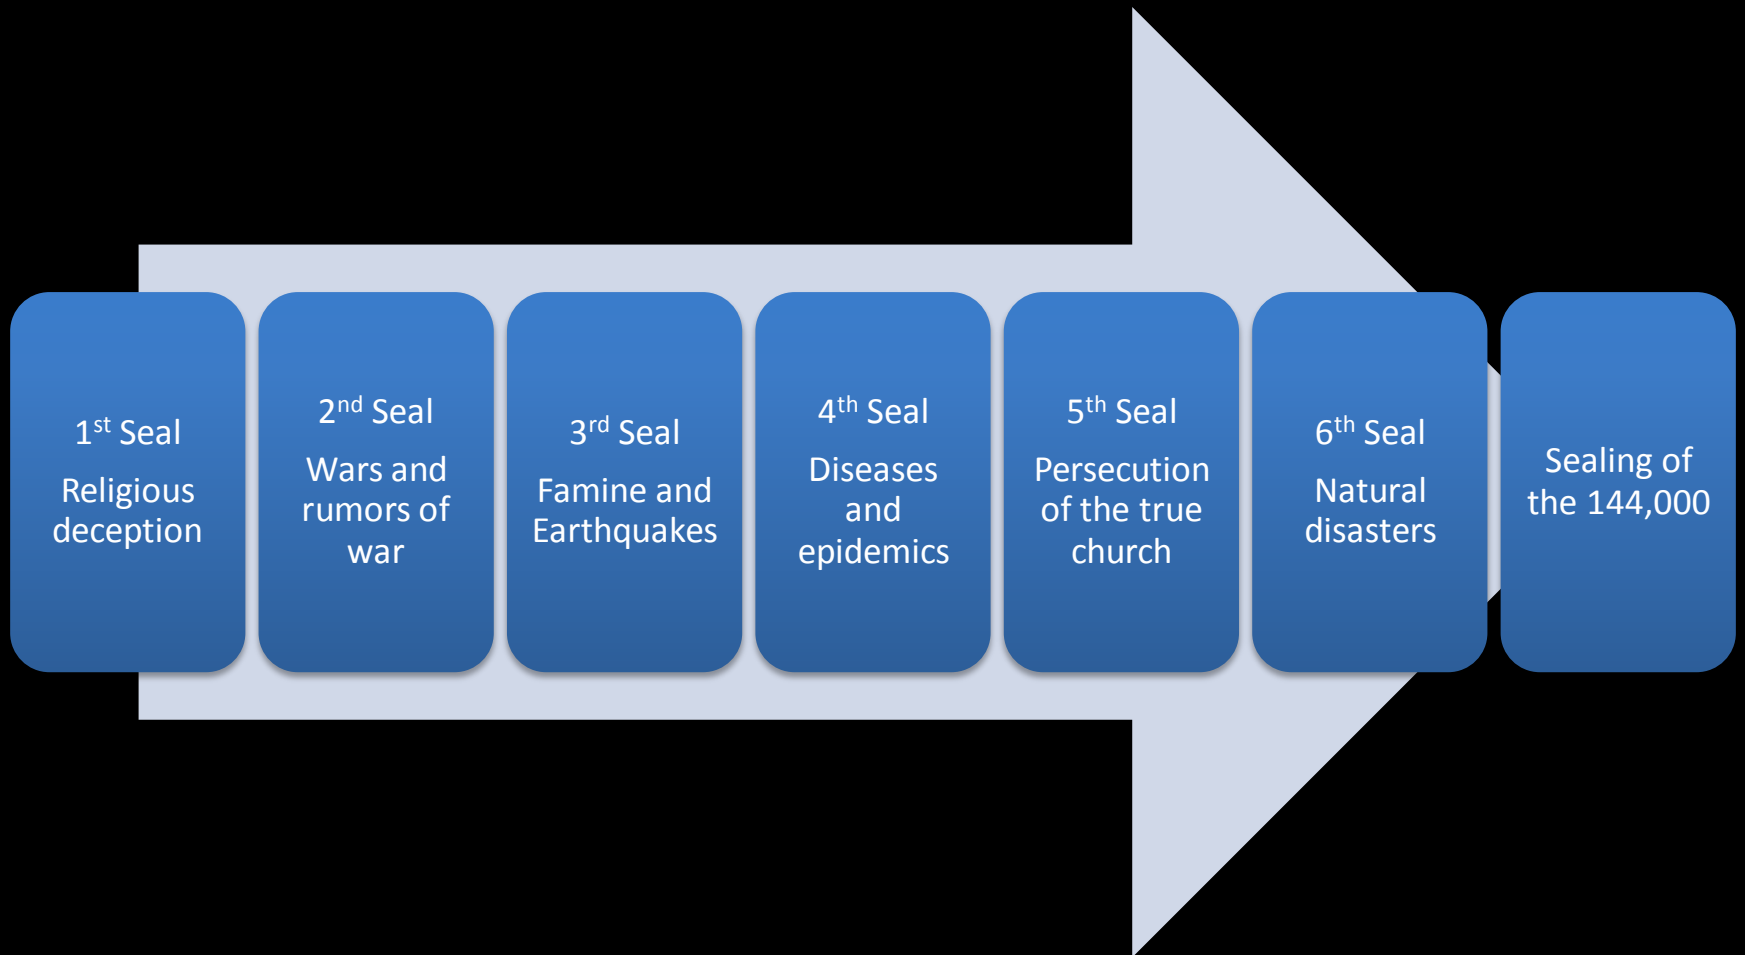 1st Seal
Religious
deception
2nd Seal
Wars and
rumors of
war
3rd Seal
Famine and
Earthquakes
4th Seal
Diseases
and
epidemics
5th Seal
Persecution
of the true
church
6th Seal
Natural
disasters
Sealing of
the 144,000